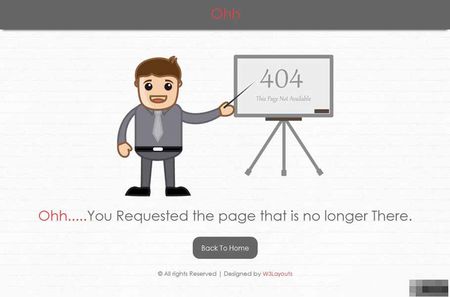 Ohh
404
This Page Not Available
Ohh.....You Requested the page that is no longer There.
Back To Home
© All rights Reserved | Designed by W3Layouts